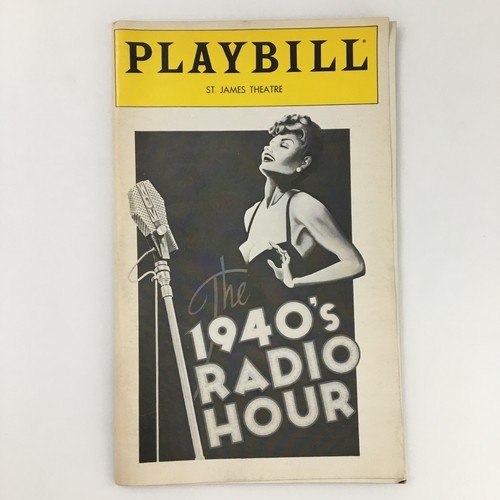 PLAYBILL®
ST. JAMES THEATRE
The
1940's
RADIO
HOUR